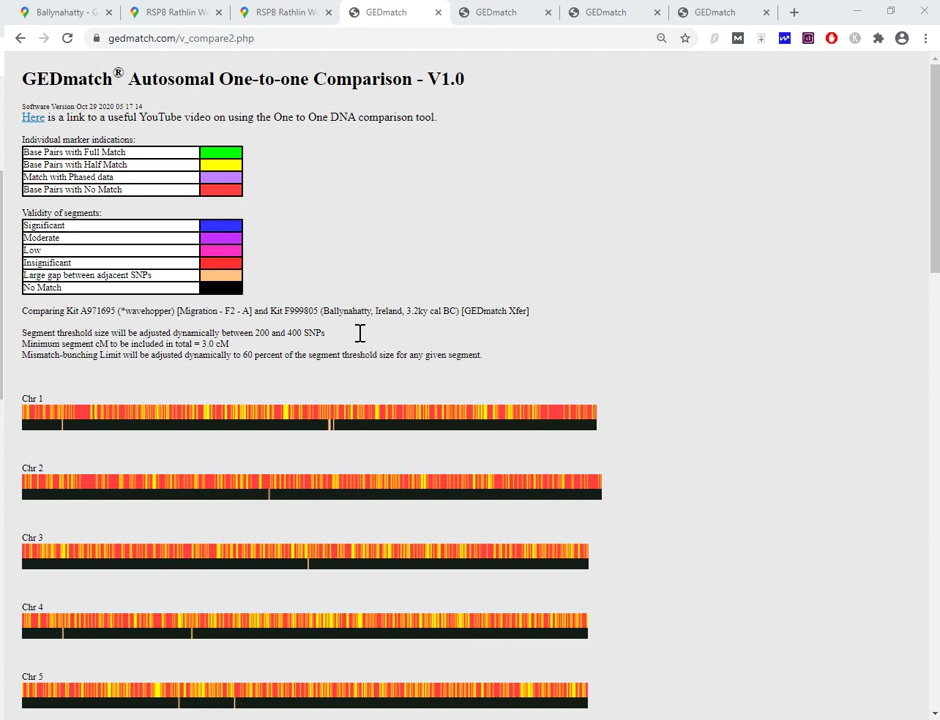 Ballynahatty - G
RSPB Rathlin We
RSPB Rathlin We
GEDmatch
GEDmatch
GEDmatch
GEDmatch
gedmatch.com/v_compare2.php
GEDmatch® Autosomal One-to-one Comparison - V1.0
Software Version Oct 29 2020 05 17 14
Here is a link to a useful YouTube video on using the One to One DNA comparison tool.
Individual marker indications:
Base Pairs with Full Match
Base Pairs with Half Match
Match with Phased data
Base Pairs with No Match
Validity of segments:
Significant
Moderate
Low
Insignificant
Large gap between adjacent SNPs
No Match
Comparing Kit A971695 (*wavehopper) [Migration - F2 - A] and Kit F999805 (Ballynahatty, Ireland, 3.2ky cal BC) [GEDmatch Xfer]
Segment threshold size will be adjusted dynamically between 200 and 400 SNPs
Minimum segment cM to be included in total = 3.0 cM
Mismatch-bunching Limit will be adjusted dynamically to 60 percent of the segment threshold size for any given segment.
Chr 1
Chr 2
Chr 3
Chr 4
Chr 5